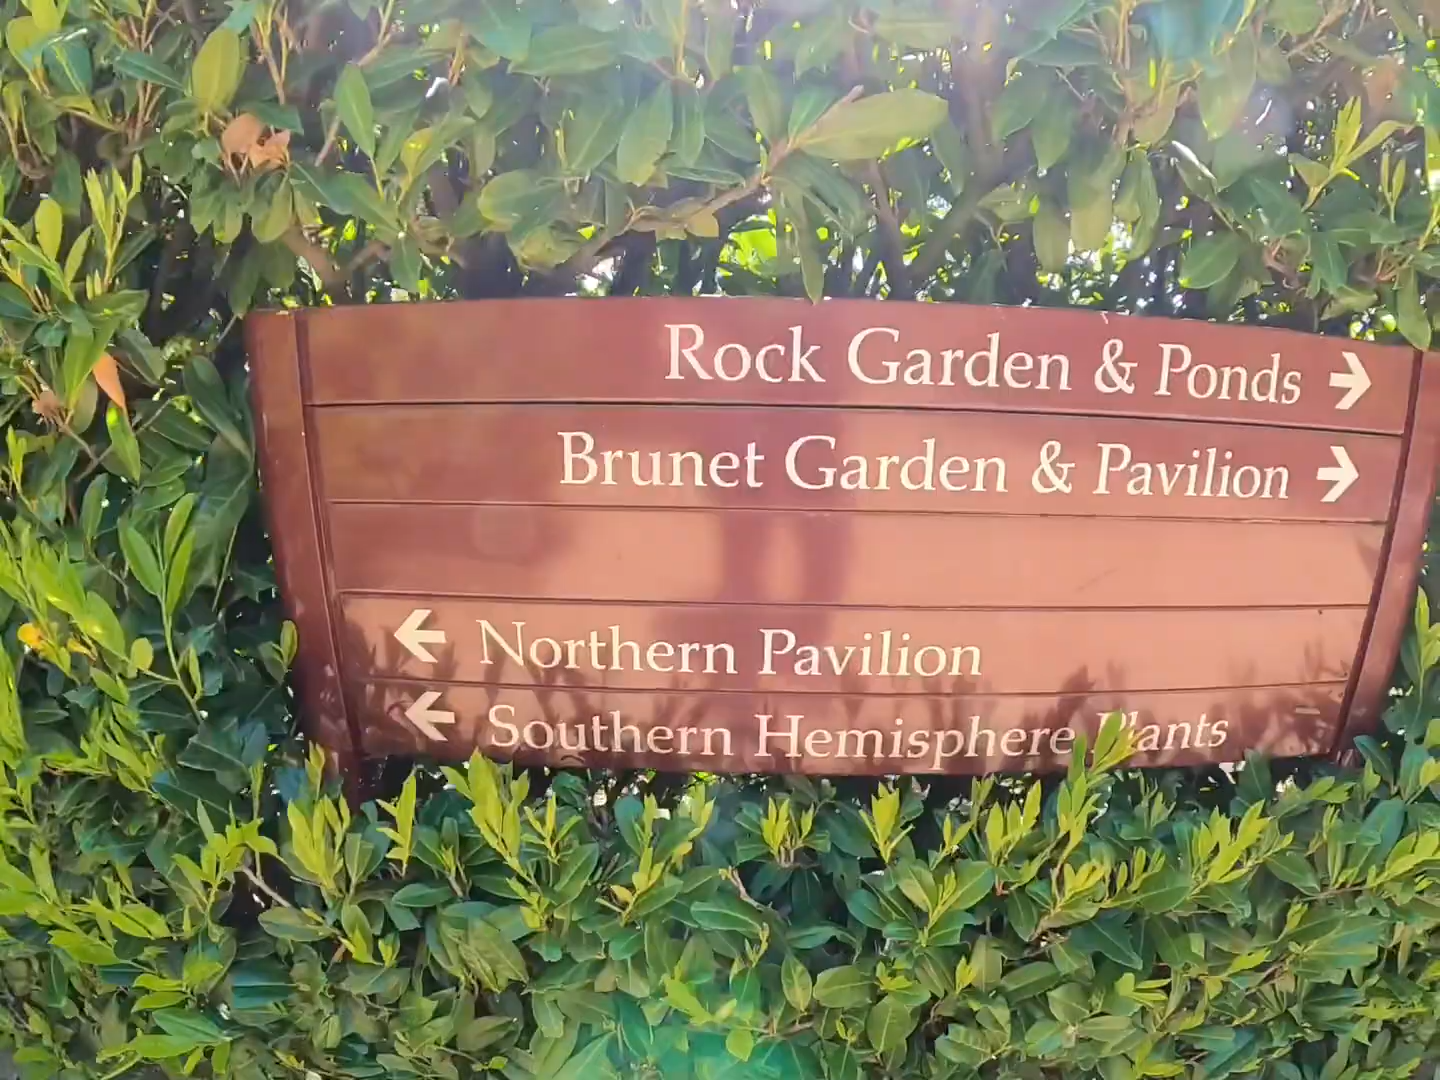 Rock Garden & Ponds →
Brunet Garden & Pavilion →
← Northern Pavilion
← Southern Hemisphere Plants